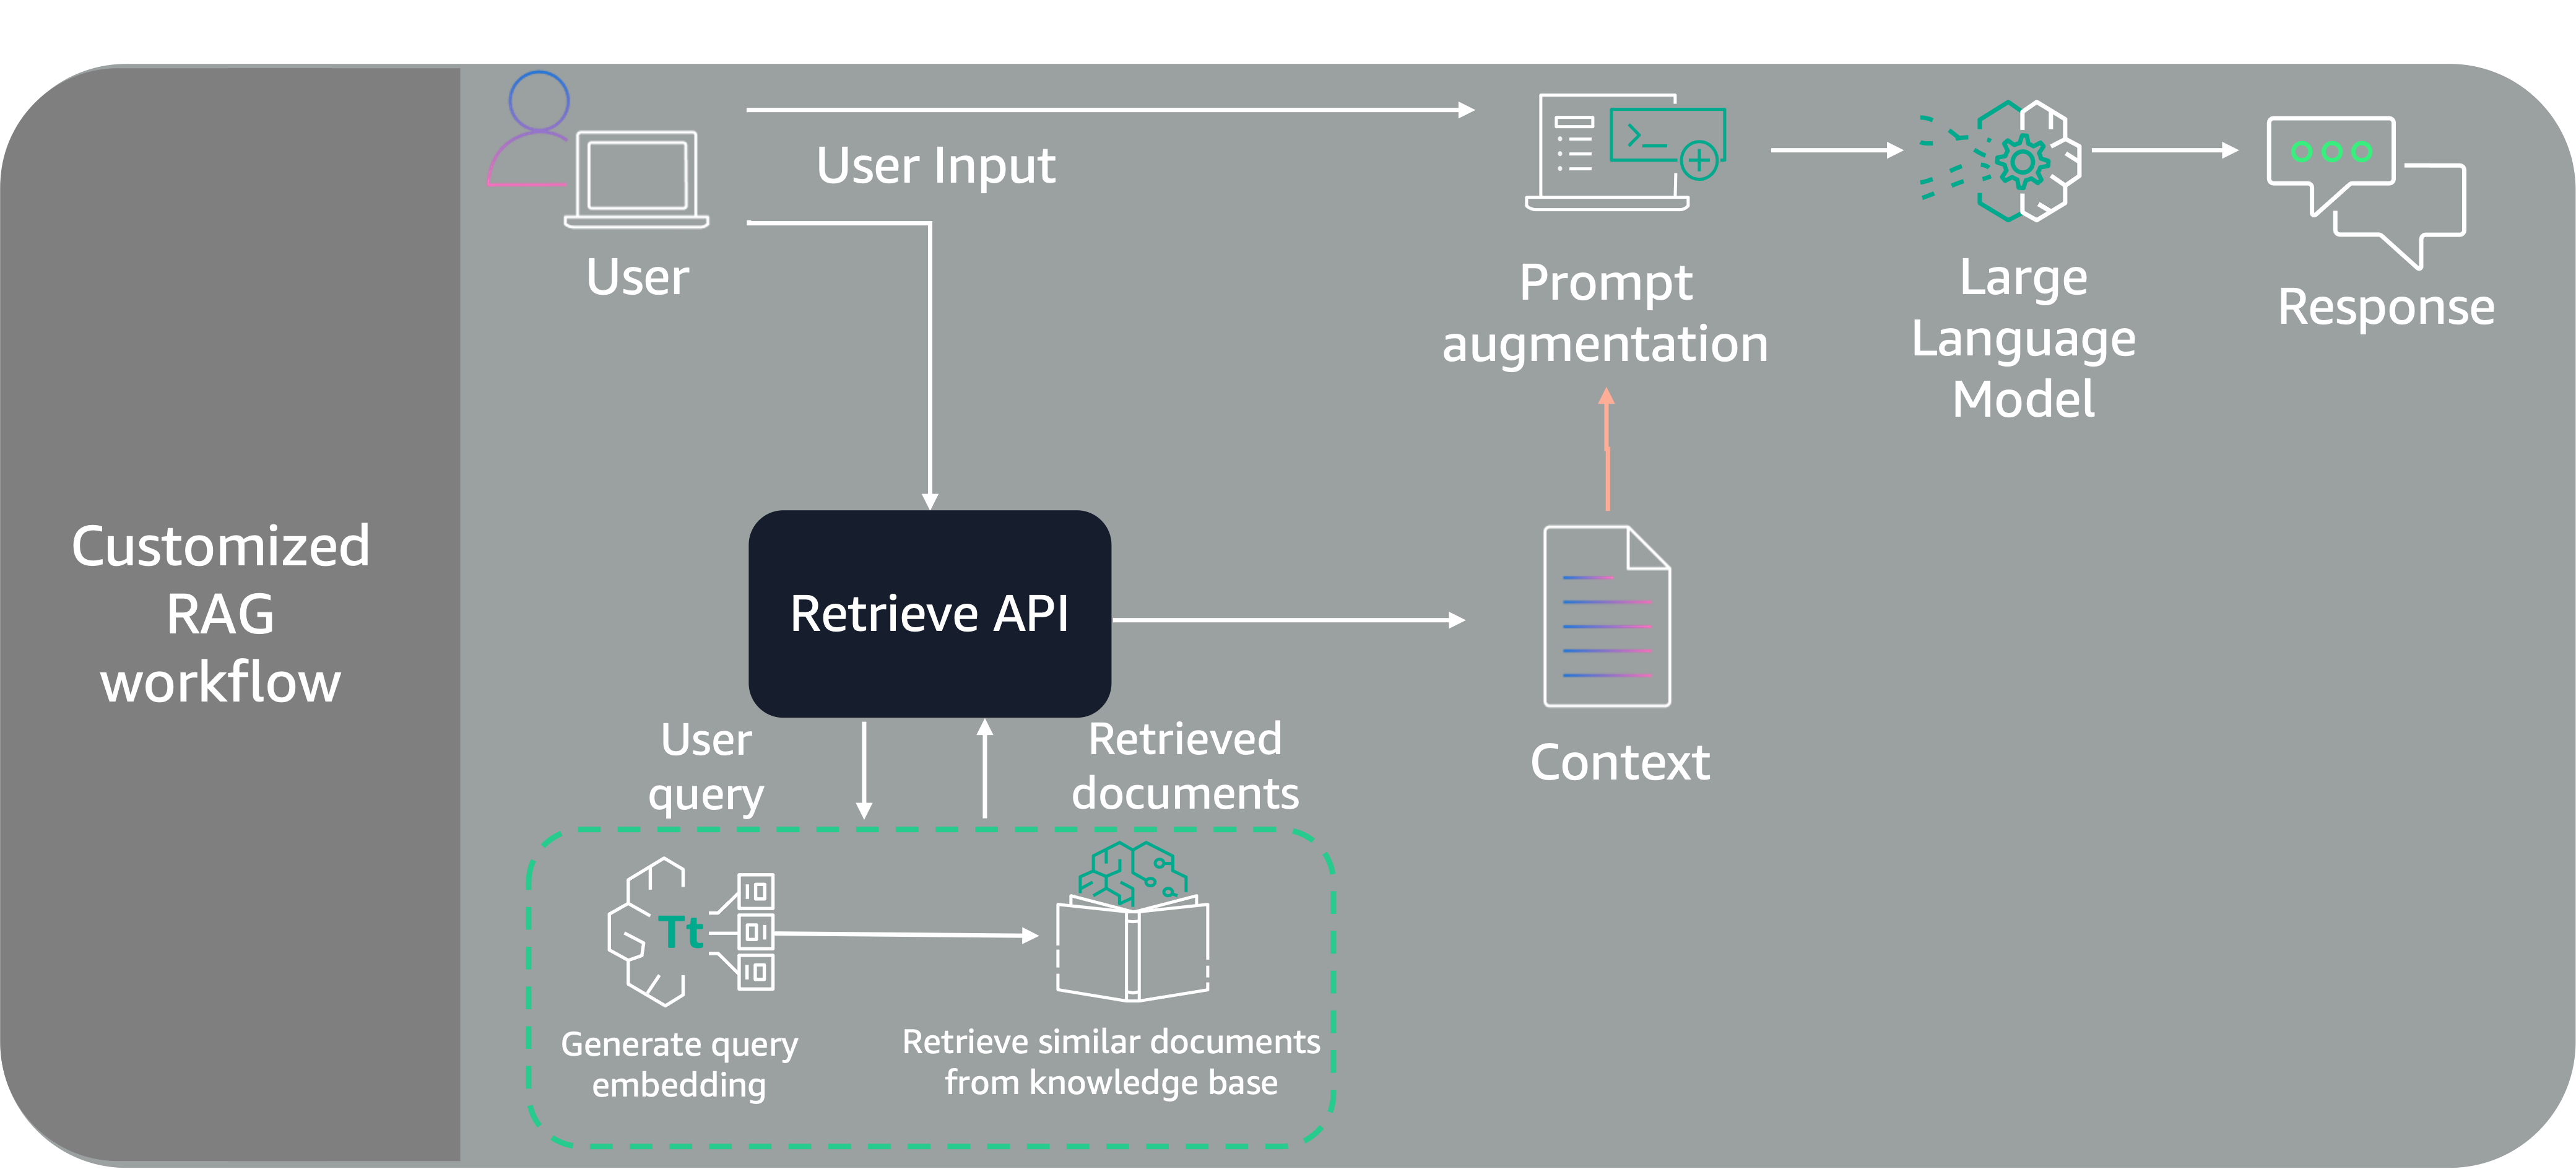 Customized
RAG
workflow
User
User Input
Prompt
augmentation
Large
Language
Model
Response
Retrieve API
User
query
Retrieved
documents
Context
Tt
Generate query
embedding
Retrieve similar documents
from knowledge base